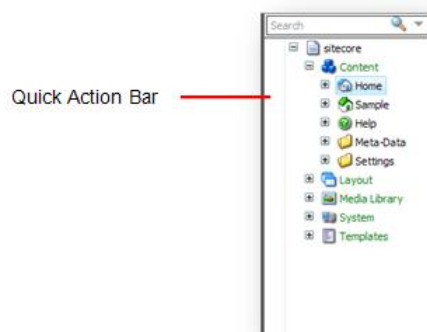 Search
sitecore
Content
Quick Action Bar
Home
Sample
Help
Meta-Data
Settings
Layout
Media Library
System
Templates